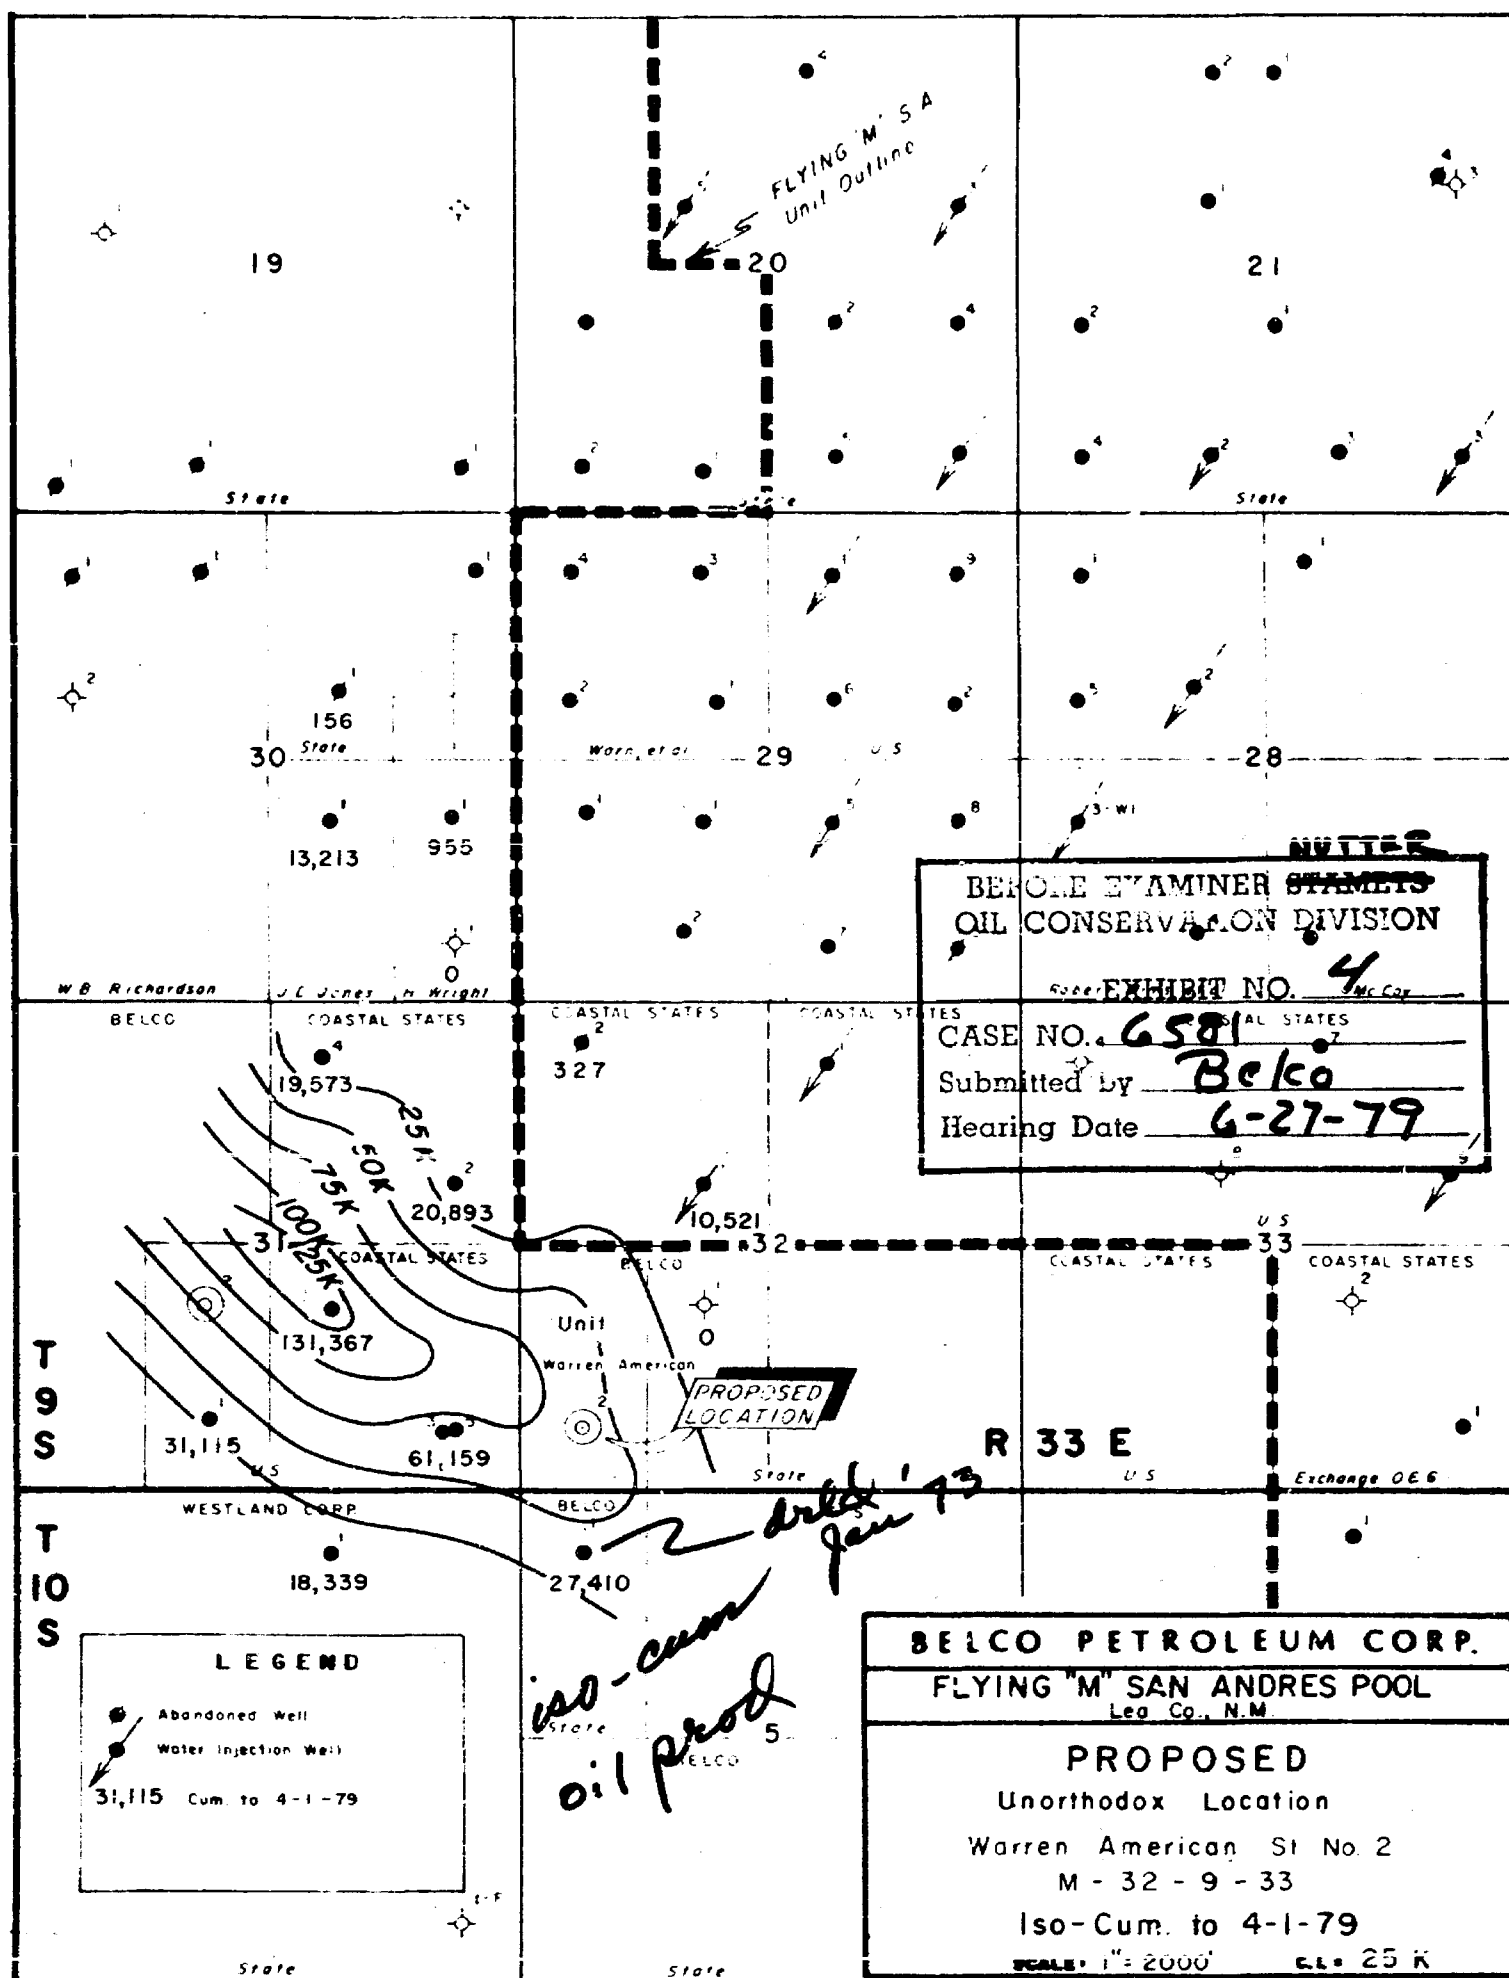 FLYING 'M' S A
Unit Outline
19
20
21
State
State
State
156
State
30
Warn, et al
29
U S
28
13,213
955
3-WI
NUTTER
BEFORE EXAMINER STAMETS
OIL CONSERVATION DIVISION
EXHIBIT NO. 4
CASE NO. 6581
Submitted by Belco
Hearing Date 6-27-79
0
W B Richardson
J. C Jones
H Wright
Mc Coy
BELCO
COASTAL STATES
COASTAL STATES
COASTAL STATES
327
19,573
25K
50K
75K
100K
125K
20,893
10,521
31
COASTAL STATES
32
BELCO
U S
33
COASTAL STATES
COASTAL STATES
Unit
131,367
0
Warren American
PROPOSED
LOCATION
T
9
S
R 33 E
31,115
61,159
U S
State
U S
Exchange O E G
WESTLAND CORP.
BELCO
drld
Jan '73
T
10
S
18,339
27,410
iso-cum
oil prod
State
5
BELCO
LEGEND
Abandoned Well
Water Injection Well
31,115 Cum. to 4-1-79
State
State
BELCO PETROLEUM CORP.
FLYING "M" SAN ANDRES POOL
Lea Co., N.M.
PROPOSED
Unorthodox Location
Warren American St No. 2
M - 32 - 9 - 33
Iso-Cum. to 4-1-79
SCALE: 1" = 2000' C.I. = 25 K